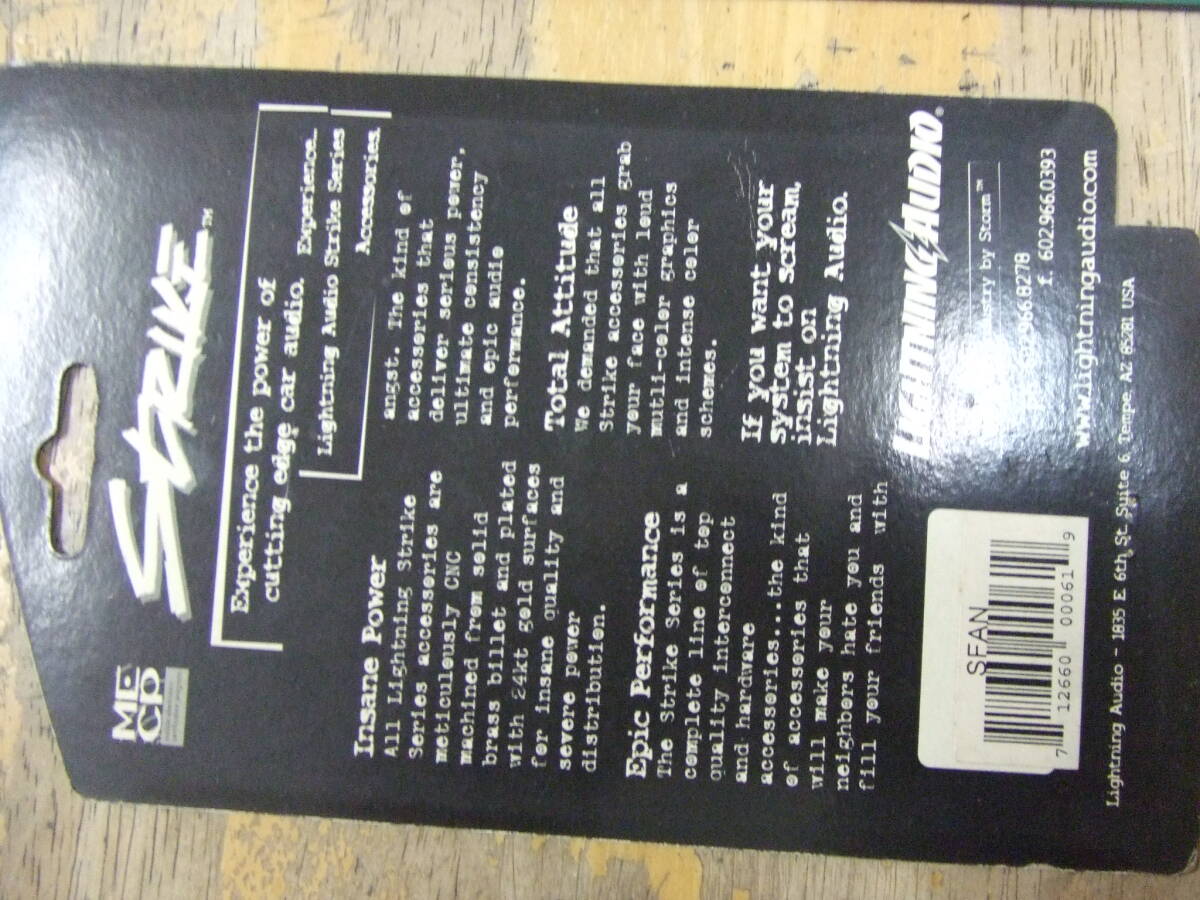 MECP
STRIKE™
Experience the power of
cutting edge car audio. Experience...
Lightning Audio Strike Series
Accessories.
Insane Power
All Lightning Strike
Series accessories are
meticulously CNC
machined from solid
brass billet and plated
with 24kt gold surfaces
for insane quality and
severe power
distribution.
Epic Performance
The Strike Series is a
complete line of top
quality interconnect
and hardware
accessories...the kind
of accessories that
will make your
neighbors hate you and
fill your friends with
angst. The kind of
accessories that
deliver serious power,
ultimate consistency
and epic audio
performance.
Total Attitude
We demanded that all
Strike accessories grab
your face with loud
mutli-color graphics
and intense color
schemes.
If you want your
system to scream,
insist on
Lightning Audio.
LIGHTNING AUDIO®
by Storm™
f. 602.966.0393
www.lightningaudio.com
SFAN
7 12660 00061 9
Lightning Audio - 1835 E. 6th St. Suite 6, Tempe, AZ 85281 USA